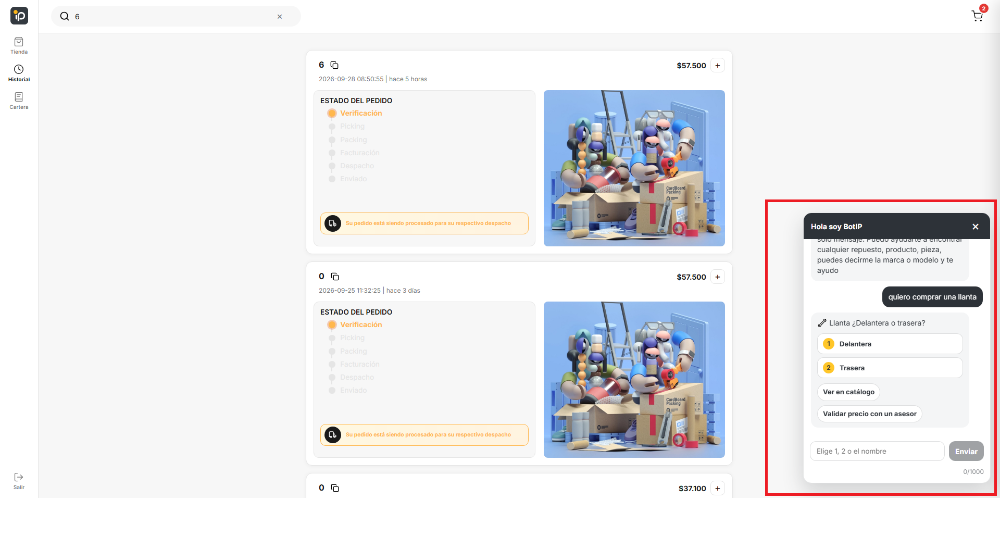 ip
6
2
Tienda
Historial
Cartera
Salir
6
$57.500
+
2026-09-28 08:50:55 | hace 5 horas
ESTADO DEL PEDIDO
Verificación
Picking
Packing
Facturación
Despacho
Enviado
Su pedido está siendo procesado para su respectivo despacho
CardBoard
Packing
0
$57.500
+
2026-09-25 11:32:25 | hace 3 días
ESTADO DEL PEDIDO
Verificación
Picking
Packing
Facturación
Despacho
Enviado
Su pedido está siendo procesado para su respectivo despacho
CardBoard
Packing
0
$37.100
+
Hola soy BotIP
solo mensaje. Puedo ayudarte a encontrar
cualquier repuesto, producto, pieza,
puedes decirme la marca o modelo y te
ayudo
quiero comprar una llanta
Llanta ¿Delantera o trasera?
1 Delantera
2 Trasera
Ver en catálogo
Validar precio con un asesor
Elige 1, 2 o el nombre
Enviar
0/1000